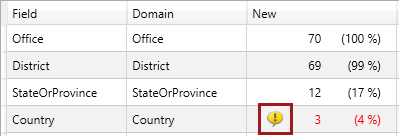 Field Domain New
Office Office 70 (100 %)
District District 69 (99 %)
StateOrProvince StateOrProvince 12 (17 %)
Country Country 3 (4 %)